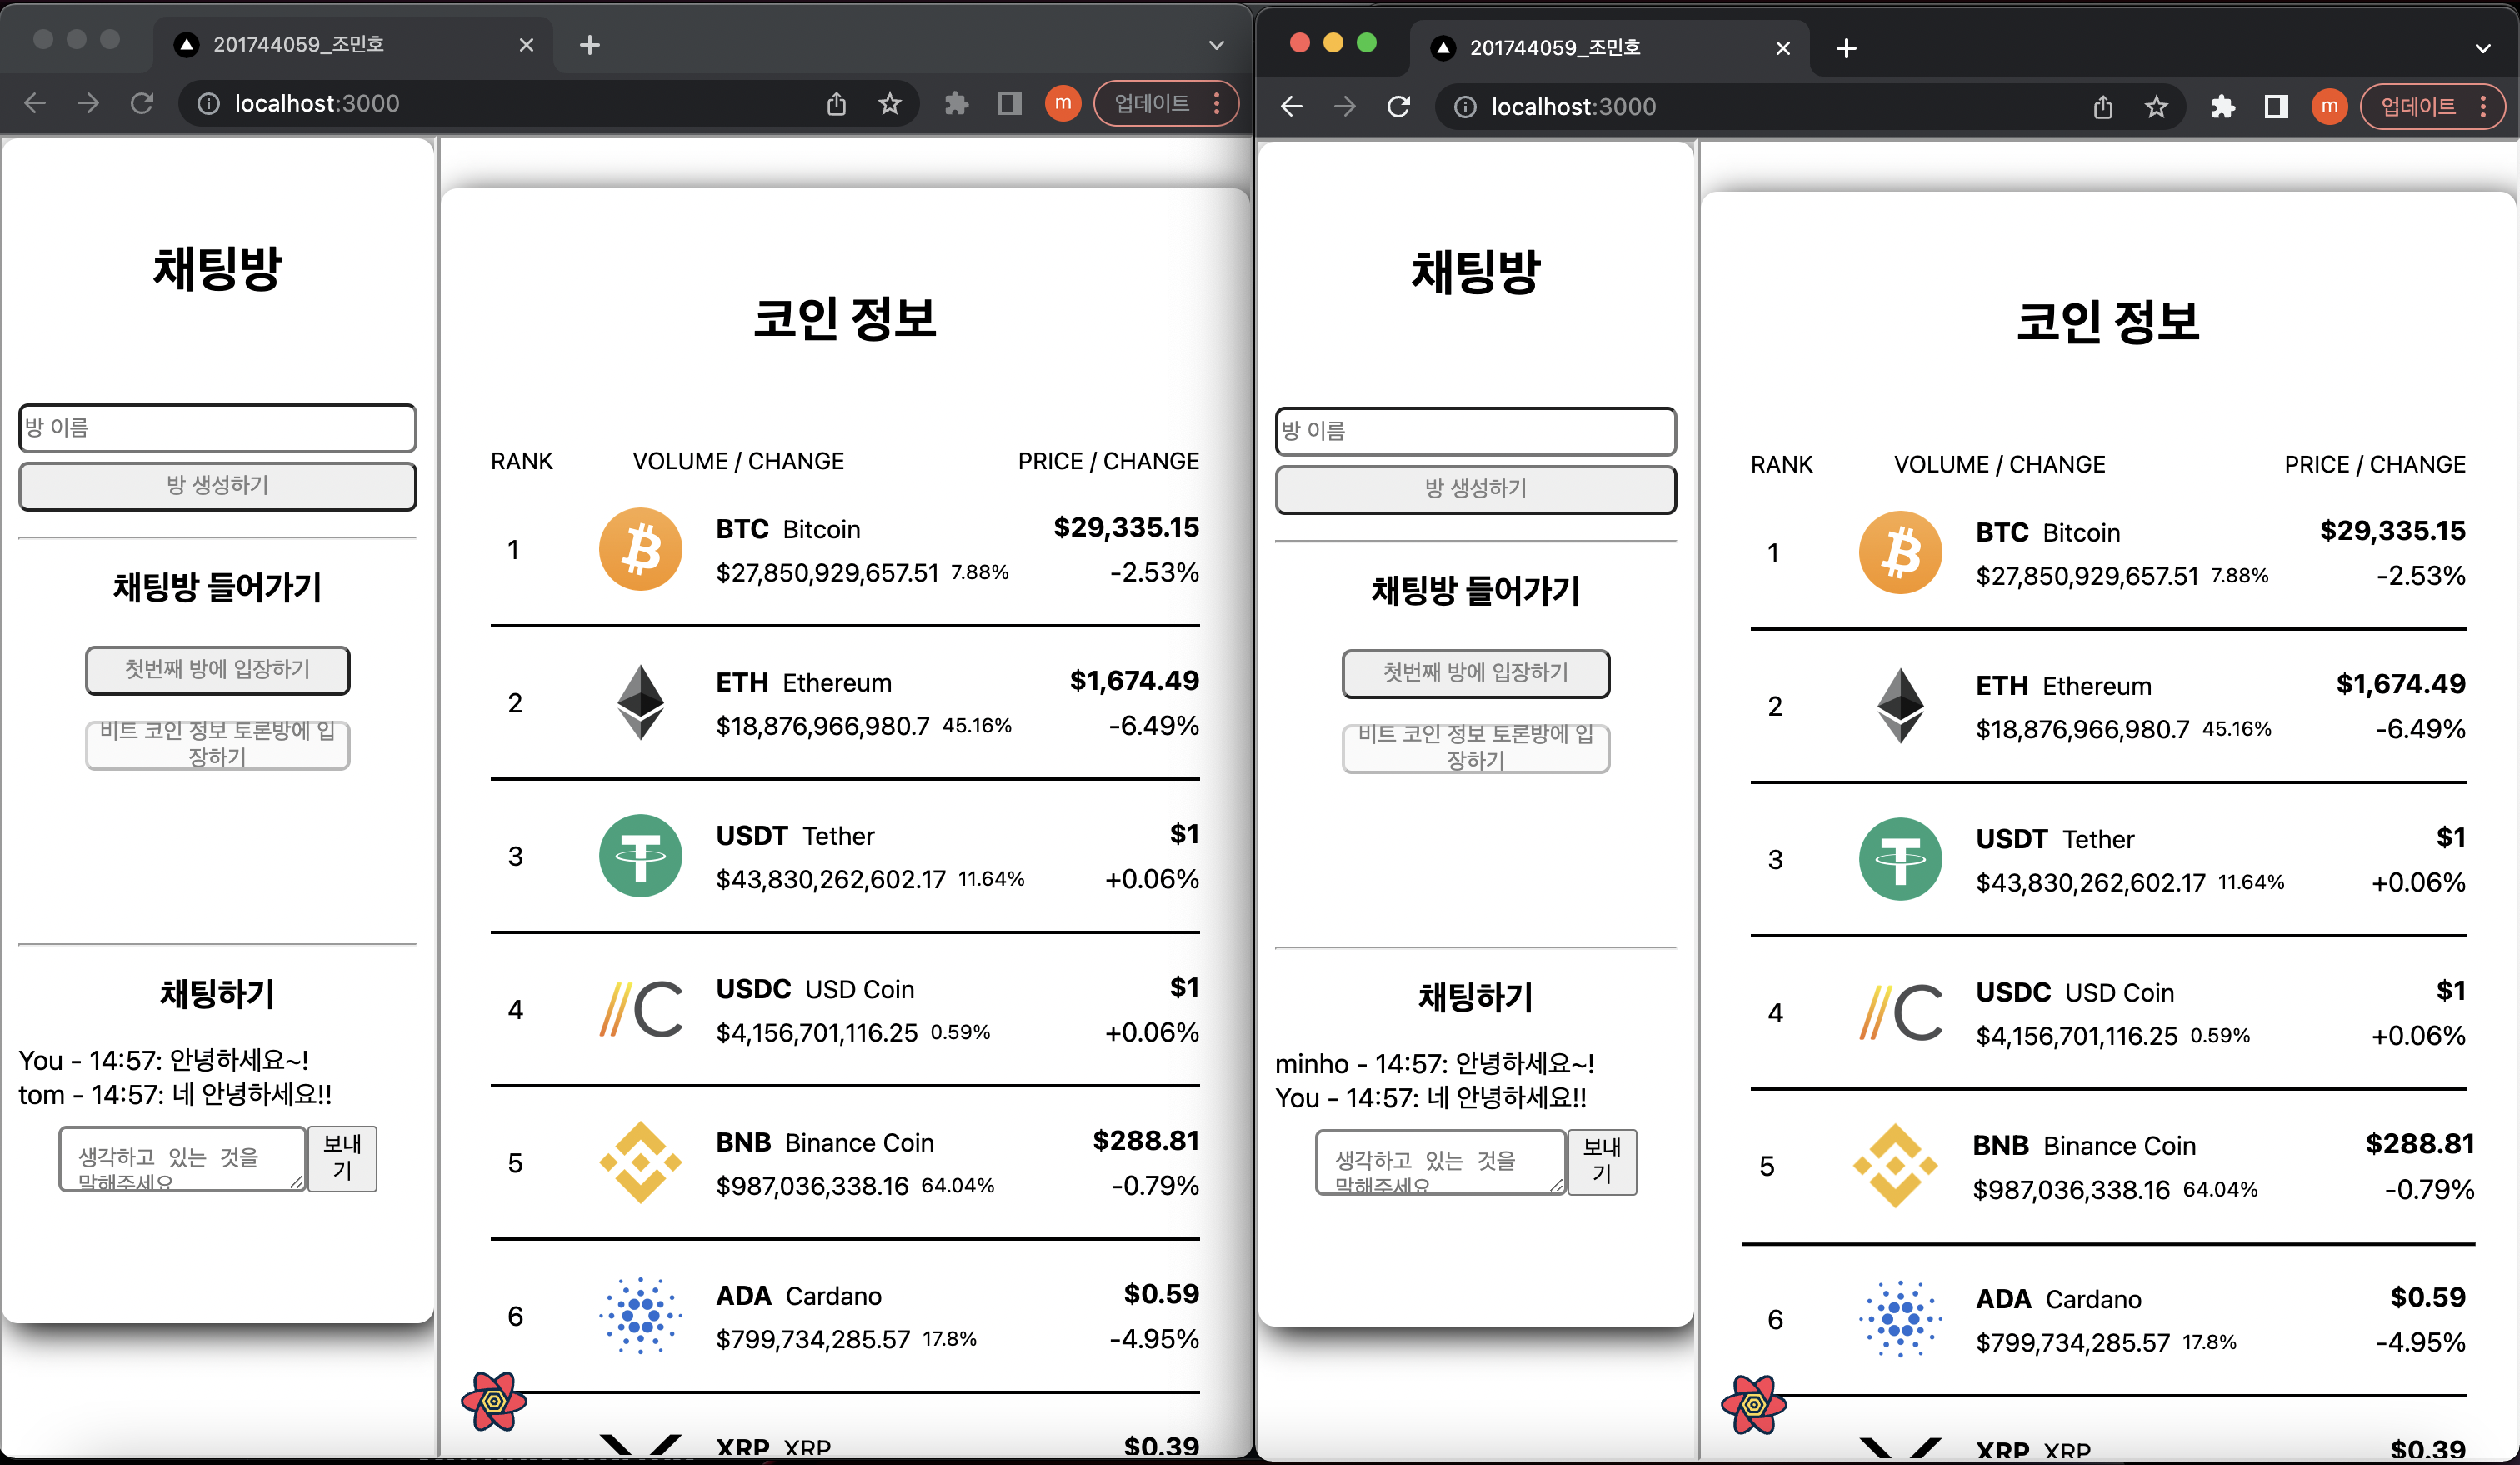 201744059_조민호
localhost:3000
m
업데이트
채팅방
방 이름
방 생성하기
채팅방 들어가기
첫번째 방에 입장하기
비트 코인 정보 토론방에 입
장하기
채팅하기
You - 14:57: 안녕하세요~!
tom - 14:57: 네 안녕하세요!!
생각하고 있는 것을
말해주세요
보내
기
코인 정보
RANK VOLUME / CHANGE PRICE / CHANGE
1 BTC Bitcoin $29,335.15
$27,850,929,657.51 7.88% -2.53%
2 ETH Ethereum $1,674.49
$18,876,966,980.7 45.16% -6.49%
3 USDT Tether $1
$43,830,262,602.17 11.64% +0.06%
4 USDC USD Coin $1
$4,156,701,116.25 0.59% +0.06%
5 BNB Binance Coin $288.81
$987,036,338.16 64.04% -0.79%
6 ADA Cardano $0.59
$799,734,285.57 17.8% -4.95%
XRP XRP $0.39
201744059_조민호
localhost:3000
m
업데이트
채팅방
방 이름
방 생성하기
채팅방 들어가기
첫번째 방에 입장하기
비트 코인 정보 토론방에 입
장하기
채팅하기
minho - 14:57: 안녕하세요~!
You - 14:57: 네 안녕하세요!!
생각하고 있는 것을
말해주세요
보내
기
코인 정보
RANK VOLUME / CHANGE PRICE / CHANGE
1 BTC Bitcoin $29,335.15
$27,850,929,657.51 7.88% -2.53%
2 ETH Ethereum $1,674.49
$18,876,966,980.7 45.16% -6.49%
3 USDT Tether $1
$43,830,262,602.17 11.64% +0.06%
4 USDC USD Coin $1
$4,156,701,116.25 0.59% +0.06%
5 BNB Binance Coin $288.81
$987,036,338.16 64.04% -0.79%
6 ADA Cardano $0.59
$799,734,285.57 17.8% -4.95%
XRP XRP $0.39